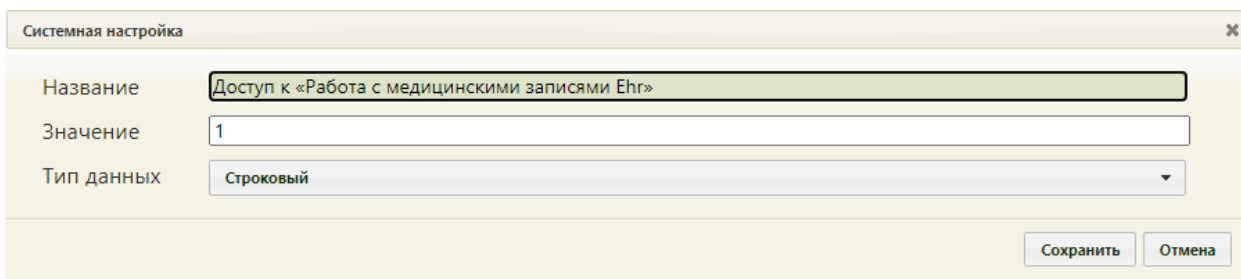 Системная настройка
Название Доступ к «Работа с медицинскими записями Ehr»
Значение 1
Тип данных Строковый
Сохранить Отмена